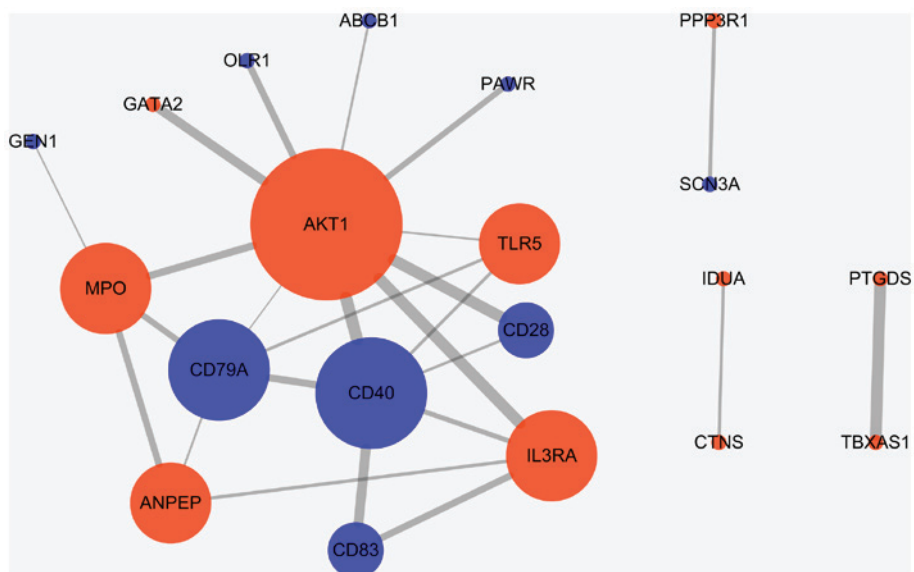 ABCB1
PPP3R1
OLR1
PAWR
GATA2
GEN1
SCN3A
AKT1
TLR5
MPO
IDUA
PTGDS
CD28
CD79A
CD40
CTNS
TBXAS1
IL3RA
ANPEP
CD83